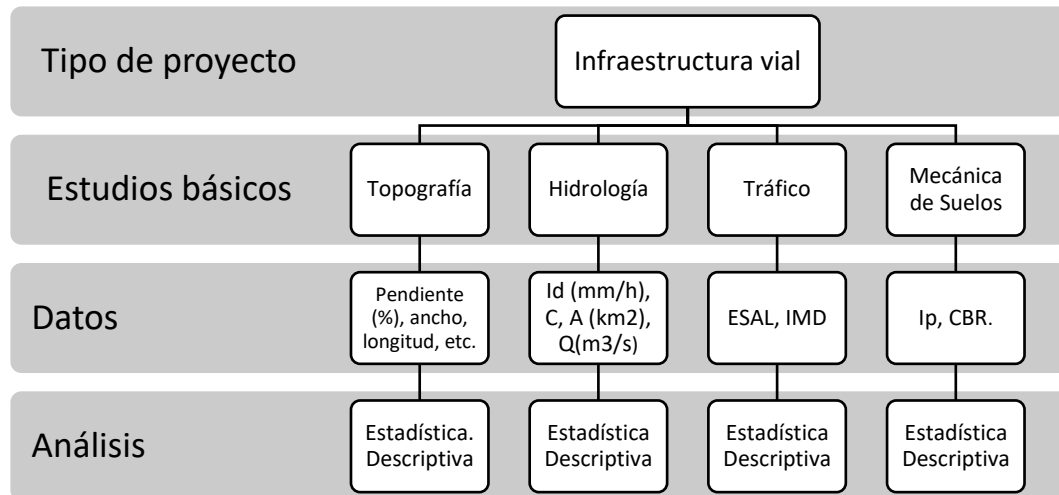 Tipo de proyecto
Infraestructura vial
Estudios básicos
Topografía
Hidrología
Tráfico
Mecánica
de Suelos
Datos
Pendiente
(%), ancho,
longitud, etc.
Id (mm/h),
C, A (km2),
Q(m3/s)
ESAL, IMD
Ip, CBR.
Análisis
Estadística.
Descriptiva
Estadística
Descriptiva
Estadística
Descriptiva
Estadística
Descriptiva